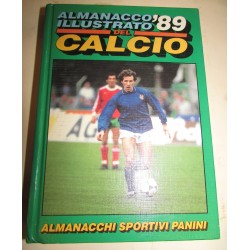 ALMANACCO '89
ILLUSTRATO DEL
CALCIO
ALMANACCHI SPORTIVI PANINI